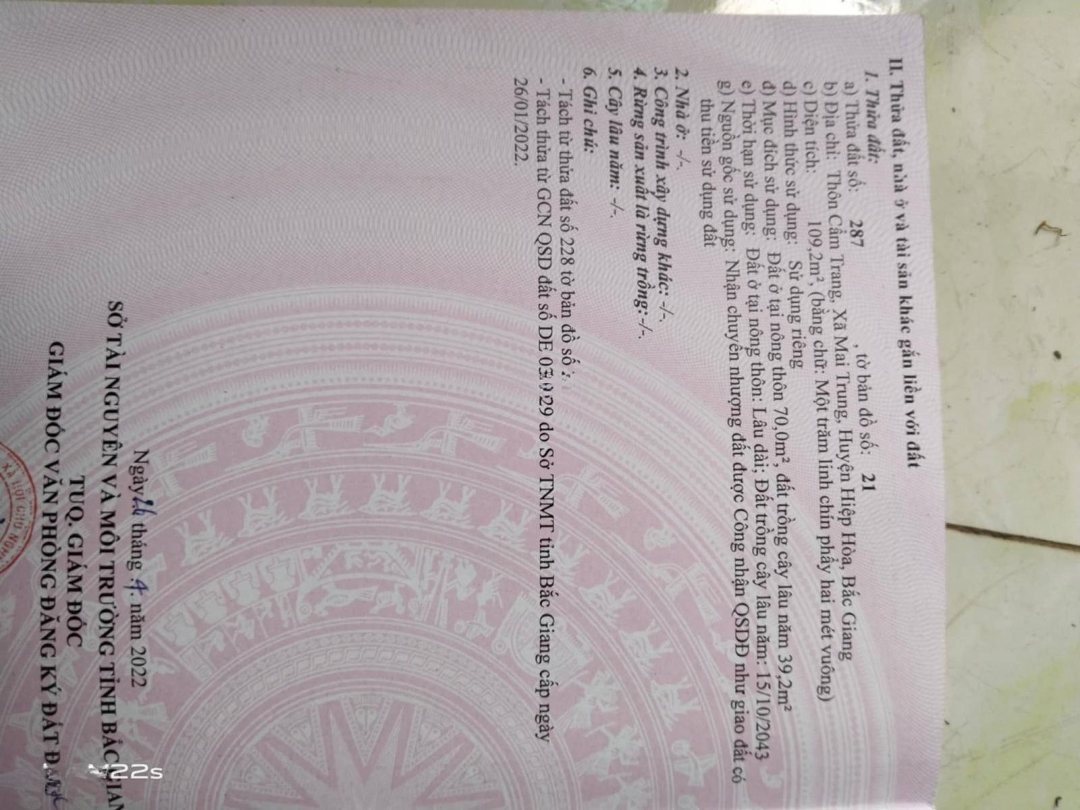 II. Thửa đất, nhà ở và tài sản khác gắn liền với đất
1. Thửa đất:
a) Thửa đất số: 287 , tờ bản đồ số: 21
b) Địa chỉ: Thôn Cẩm Trang, Xã Mai Trung, Huyện Hiệp Hòa, Bắc Giang
c) Diện tích: 109,2m², (bằng chữ: Một trăm linh chín phẩy hai mét vuông)
d) Hình thức sử dụng: Sử dụng riêng
đ) Mục đích sử dụng: Đất ở tại nông thôn 70,0m², đất trồng cây lâu năm 39,2m²
e) Thời hạn sử dụng: Đất ở tại nông thôn: Lâu dài; Đất trồng cây lâu năm: 15/10/2043
g) Nguồn gốc sử dụng: Nhận chuyển nhượng đất được Công nhận QSDĐ như giao đất có
thu tiền sử dụng đất
2. Nhà ở: -/-.
3. Công trình xây dựng khác: -/-.
4. Rừng sản xuất là rừng trồng: -/-.
5. Cây lâu năm: -/-.
6. Ghi chú:
- Tách từ thửa đất số 228 tờ bản đồ số
- Tách thửa từ GCN QSD đất số DE do Sở TNMT tỉnh Bắc Giang cấp ngày
26/01/2022.
Ngày 26 tháng 4 năm 2022
SỞ TÀI NGUYÊN VÀ MÔI TRƯỜNG TỈNH BẮC GIAN
TUQ. GIÁM ĐỐC
GIÁM ĐỐC VĂN PHÒNG ĐĂNG KÝ ĐẤT ĐAI
Y22s